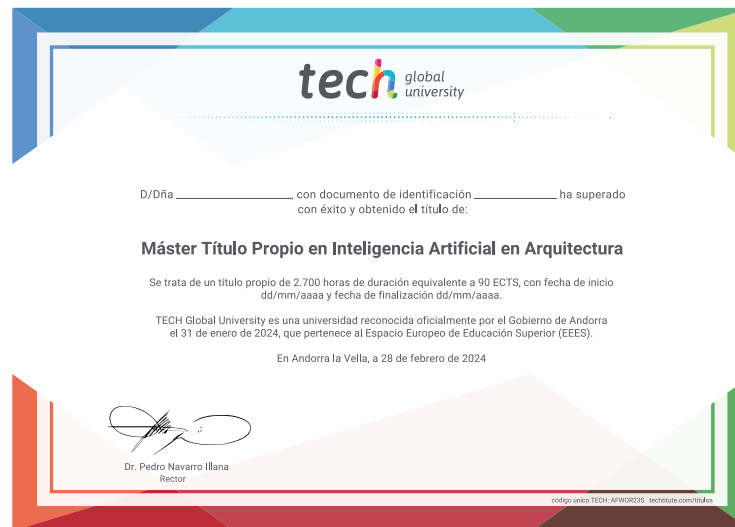 tech global university
D/Dña ____________________, con documento de identificación ______________ ha superado
con éxito y obtenido el título de:
Máster Título Propio en Inteligencia Artificial en Arquitectura
Se trata de un título propio de 2.700 horas de duración equivalente a 90 ECTS, con fecha de inicio
dd/mm/aaaa y fecha de finalización dd/mm/aaaa.
TECH Global University es una universidad reconocida oficialmente por el Gobierno de Andorra
el 31 de enero de 2024, que pertenece al Espacio Europeo de Educación Superior (EEES).
En Andorra la Vella, a 28 de febrero de 2024
Dr. Pedro Navarro Illana
Rector
código único TECH: AFWOR23S techtitute.com/titulos